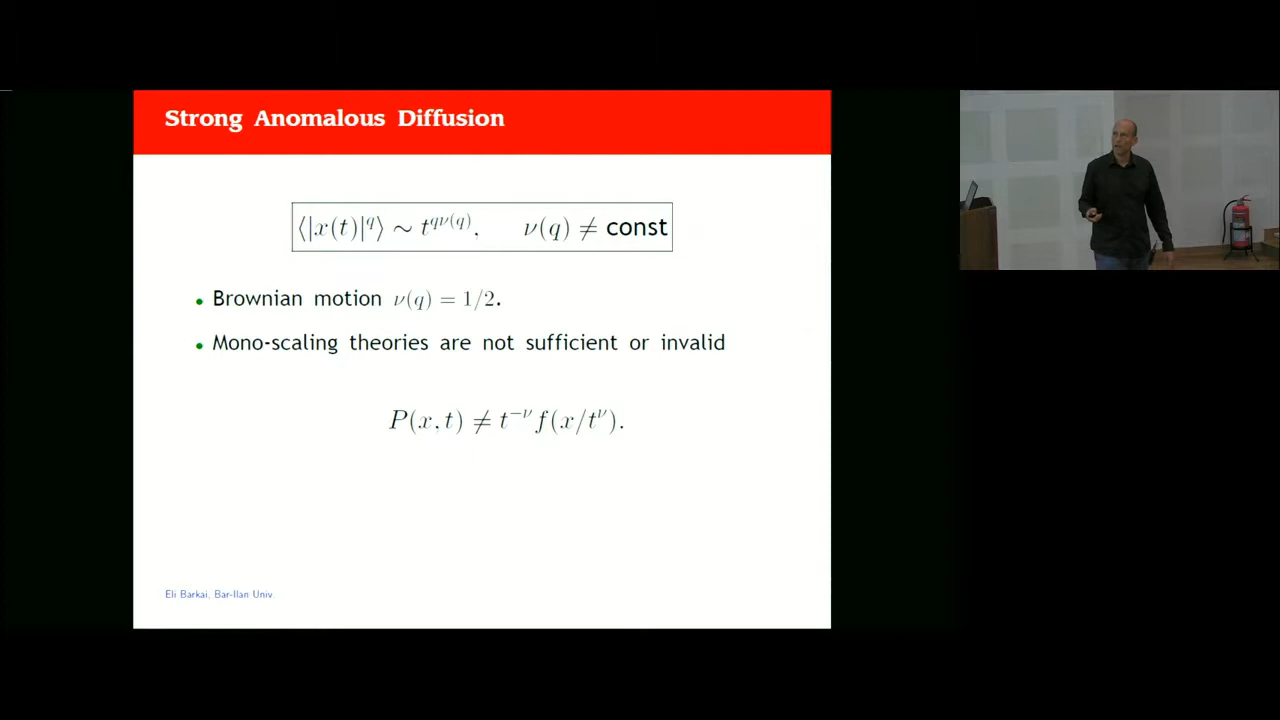 Strong Anomalous Diffusion
⟨|x(t)|^q⟩ ∼ t^{qν(q)}, ν(q) ≠ const
• Brownian motion ν(q) = 1/2.
• Mono-scaling theories are not sufficient or invalid
P(x, t) ≠ t^{−ν} f(x/t^ν).
Eli Barkai, Bar-Ilan Univ.